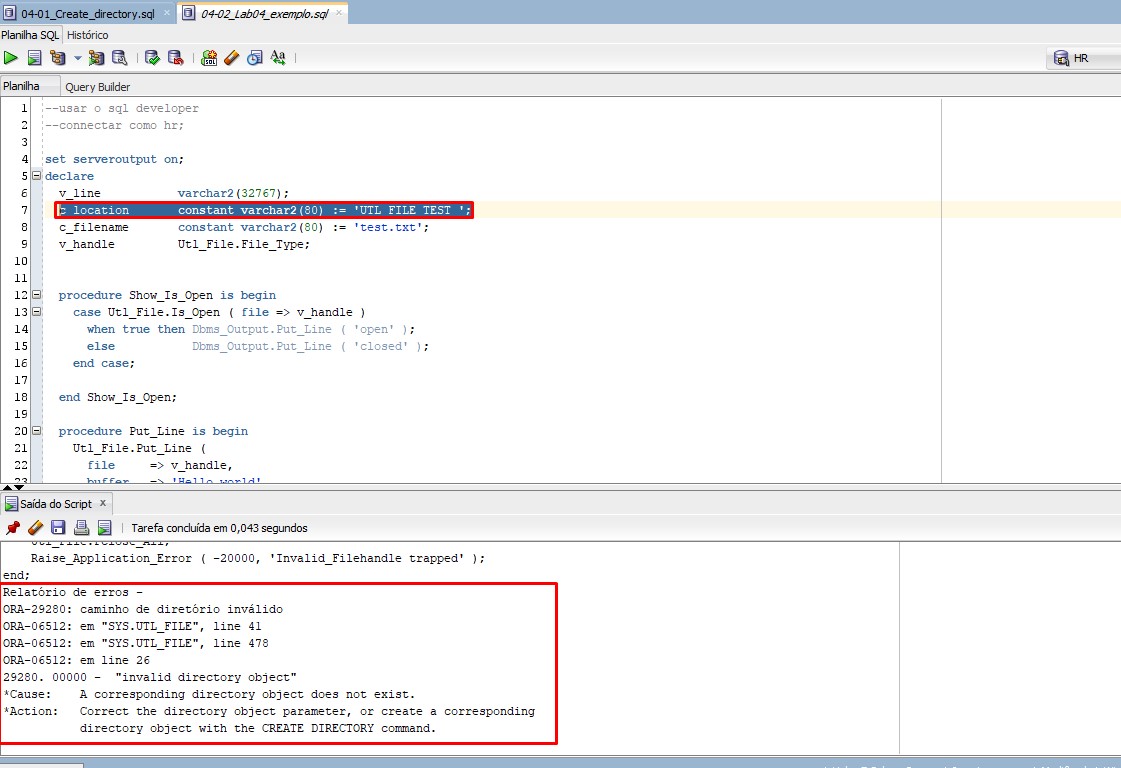 04-01_Create_directory.sql
04-02_Lab04_exemplo.sql
Planilha SQL Histórico
HR
Planilha Query Builder
1 --usar o sql developer
2 --connectar como hr;
3
4 set serveroutput on;
5 declare
6 v_line varchar2(32767);
7 c_location constant varchar2(80) := 'UTL_FILE_TEST_';
8 c_filename constant varchar2(80) := 'test.txt';
9 v_handle Utl_File.File_Type;
10
11
12 procedure Show_Is_Open is begin
13 case Utl_File.Is_Open ( file => v_handle )
14 when true then Dbms_Output.Put_Line ( 'open' );
15 else Dbms_Output.Put_Line ( 'closed' );
16 end case;
17
18 end Show_Is_Open;
19
20 procedure Put_Line is begin
21 Utl_File.Put_Line (
22 file => v_handle,
23 buffer => 'Hello world'
Saída do Script
Tarefa concluída em 0,043 segundos
Utl_File.Fclose_All;
Raise_Application_Error ( -20000, 'Invalid_Filehandle trapped' );
end;
Relatório de erros -
ORA-29280: caminho de diretório inválido
ORA-06512: em "SYS.UTL_FILE", line 41
ORA-06512: em "SYS.UTL_FILE", line 478
ORA-06512: em line 26
29280. 00000 - "invalid directory object"
*Cause: A corresponding directory object does not exist.
*Action: Correct the directory object parameter, or create a corresponding
directory object with the CREATE DIRECTORY command.